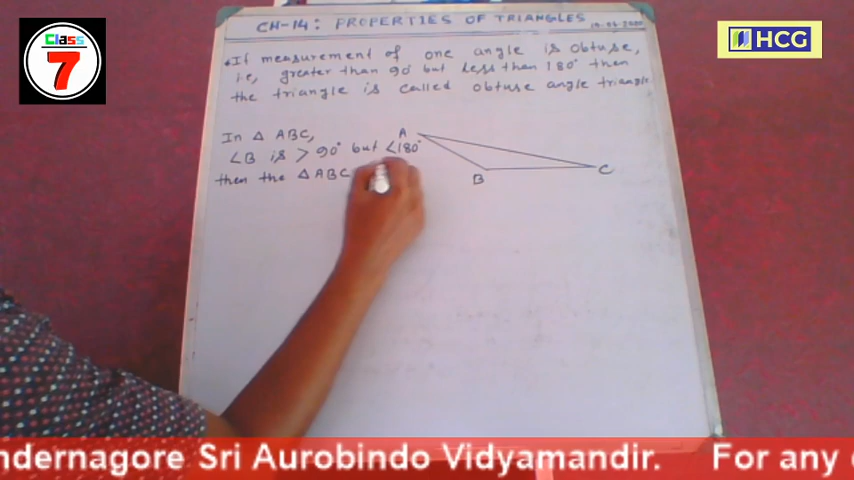 Class
7
HCG
CH-14: PROPERTIES OF TRIANGLES
• If measurement of one angle is obtuse,
i.e, greater than 90° but less than 180° then
the triangle is called obtuse angle triangle
In △ ABC,
∠B is > 90° but <180°
then the △ ABC
A
B
C
ndernagore Sri Aurobindo Vidyamandir. For any